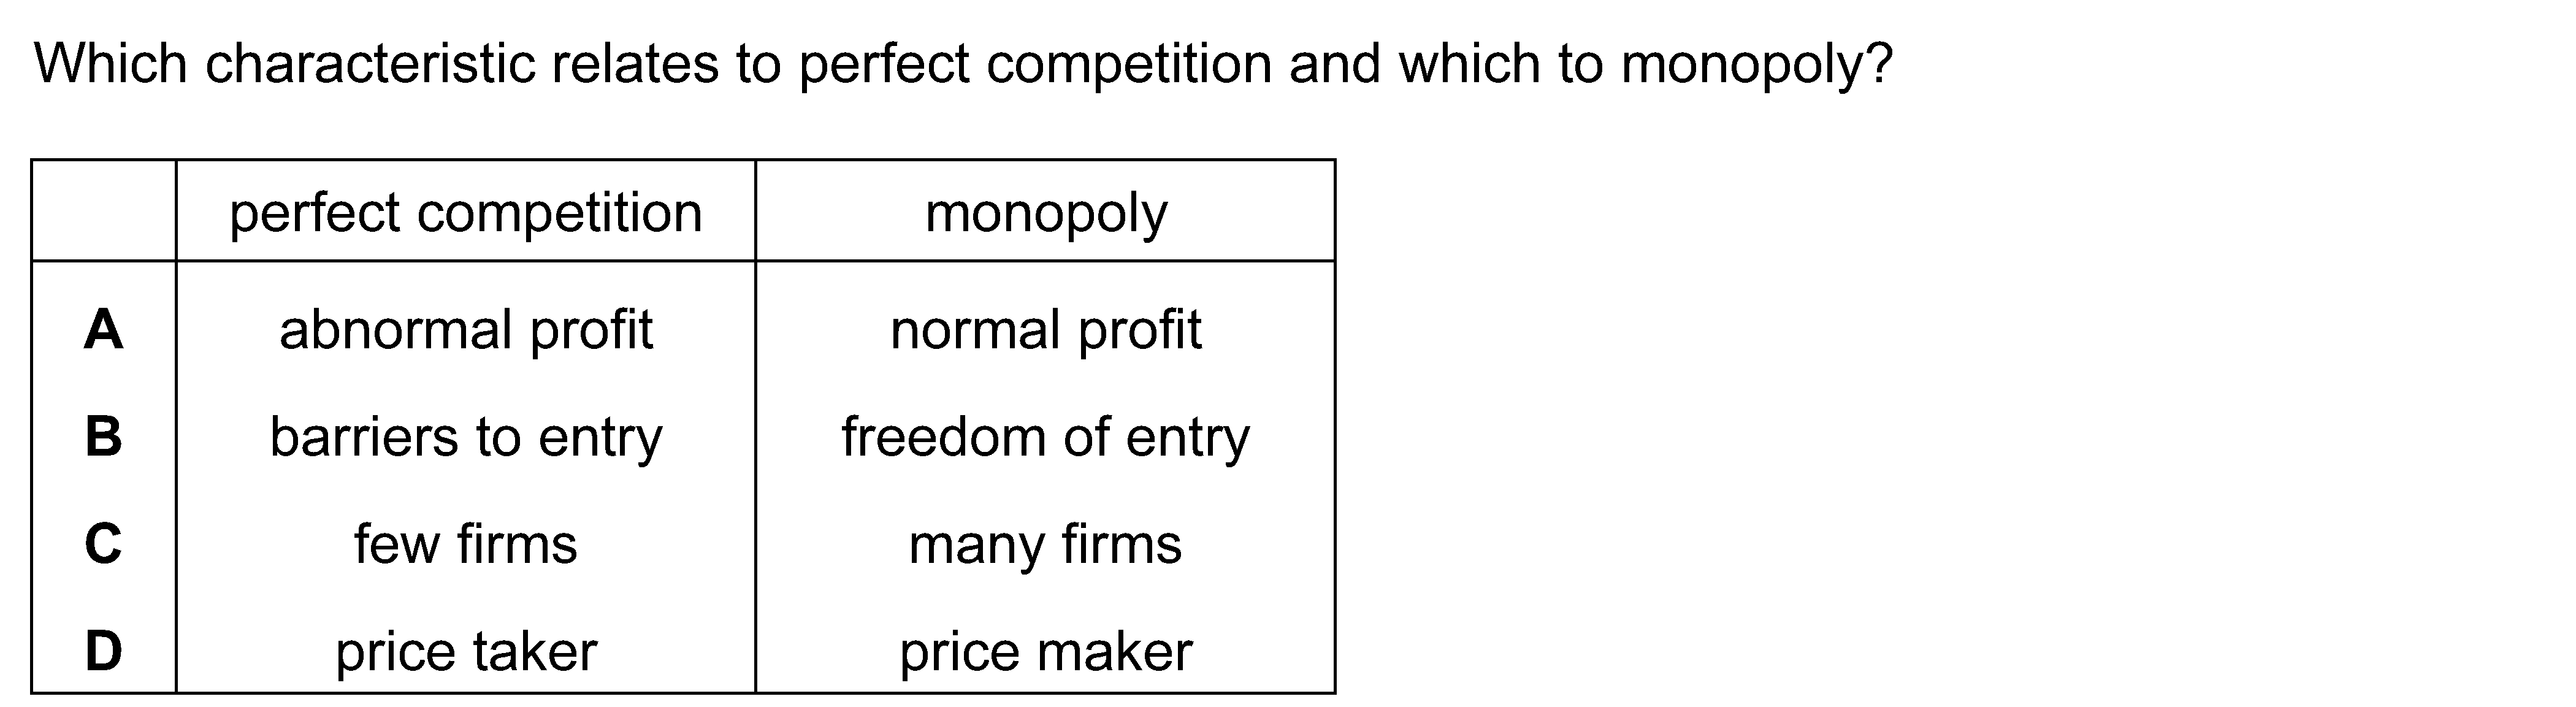 Which characteristic relates to perfect competition and which to monopoly?
perfect competition monopoly
A abnormal profit normal profit
B barriers to entry freedom of entry
C few firms many firms
D price taker price maker